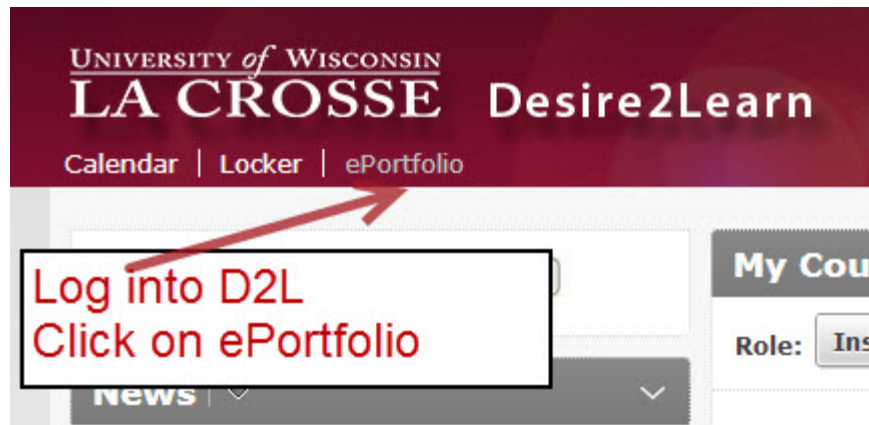 UNIVERSITY of WISCONSIN
LA CROSSE Desire2Learn
Calendar | Locker | ePortfolio
Log into D2L
Click on ePortfolio
My Cou
Role: Ins
News